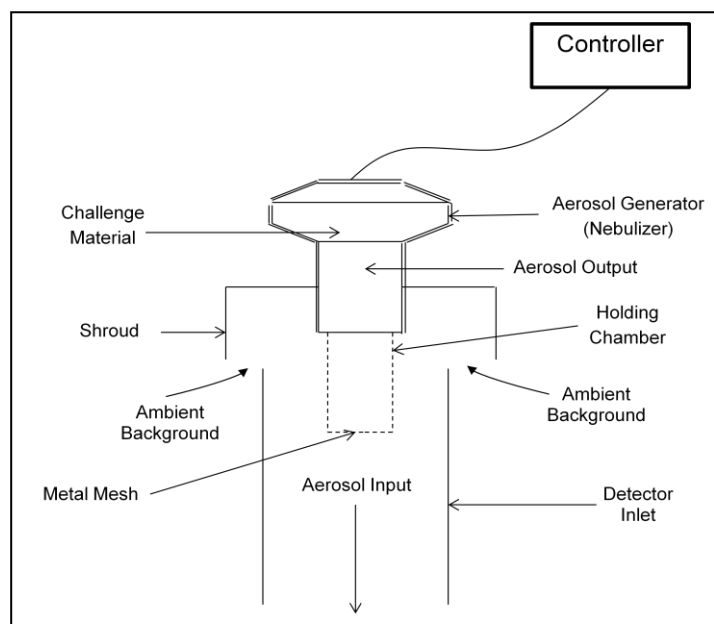 Controller
Challenge
Material
Aerosol Generator
(Nebulizer)
Aerosol Output
Shroud
Holding
Chamber
Ambient
Background
Ambient
Background
Metal Mesh
Aerosol Input
Detector
Inlet